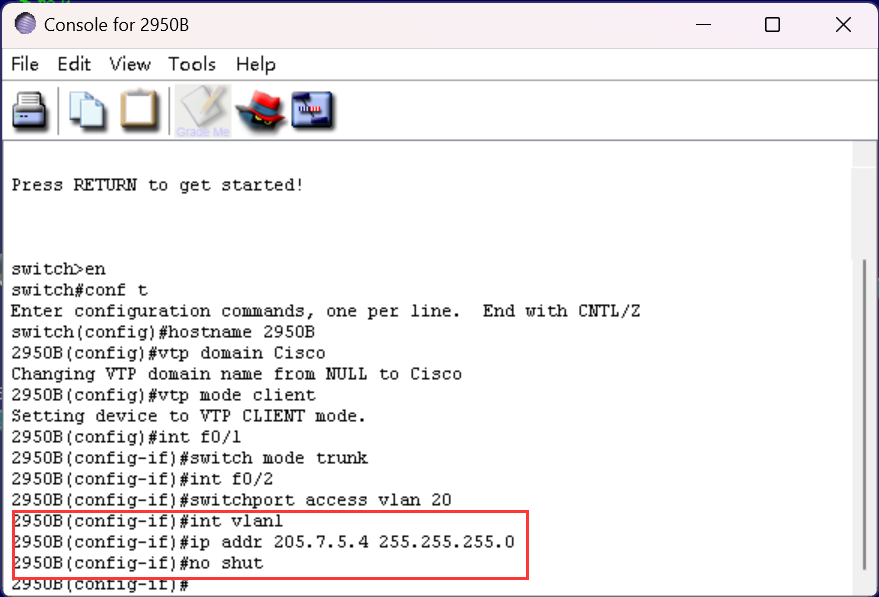 Console for 2950B
File Edit View Tools Help
Grade Me
Press RETURN to get started!
switch>en
switch#conf t
Enter configuration commands, one per line.  End with CNTL/Z
switch(config)#hostname 2950B
2950B(config)#vtp domain Cisco
Changing VTP domain name from NULL to Cisco
2950B(config)#vtp mode client
Setting device to VTP CLIENT mode.
2950B(config)#int f0/1
2950B(config-if)#switch mode trunk
2950B(config-if)#int f0/2
2950B(config-if)#switchport access vlan 20
2950B(config-if)#int vlan1
2950B(config-if)#ip addr 205.7.5.4 255.255.255.0
2950B(config-if)#no shut
2950B(config-if)#